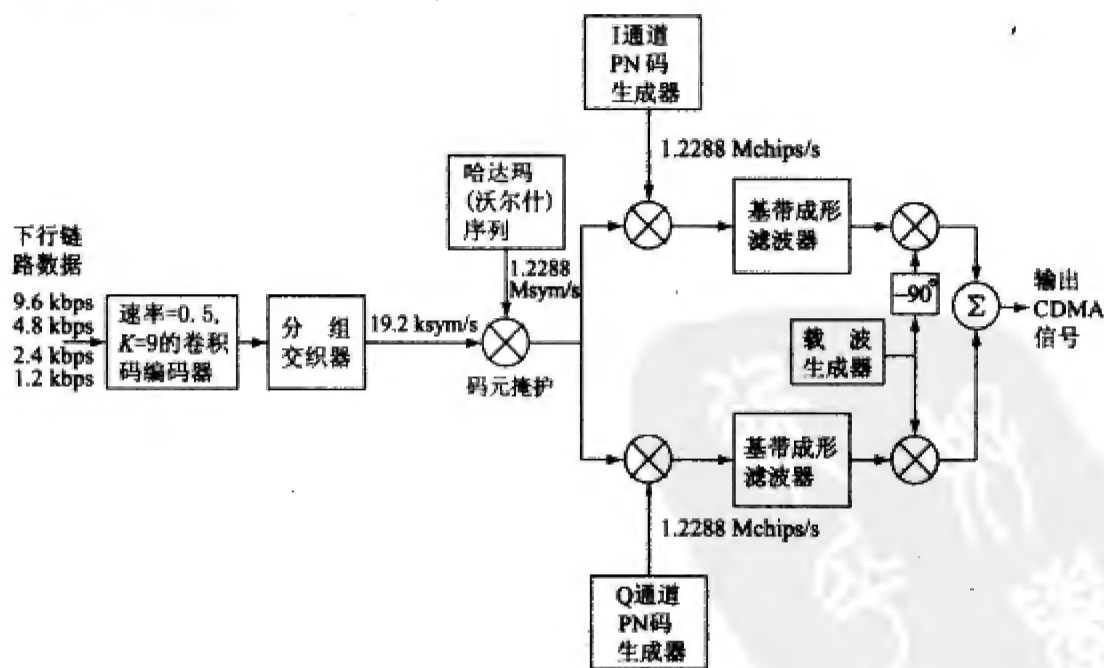 I通道
PN 码
生成器
1.2288 Mchips/s
哈达玛
(沃尔什)
序列
1.2288
Msym/s
基带成形
滤波器
下行链
路数据
9.6 kbps
4.8 kbps
2.4 kbps
1.2 kbps
速率=0.5,
K=9的卷积
码编码器
分 组
交织器
19.2 ksym/s
码元掩护
-90°
载 波
生成器
Σ
输出
CDMA
信号
基带成形
滤波器
1.2288 Mchips/s
Q通道
PN码
生成器